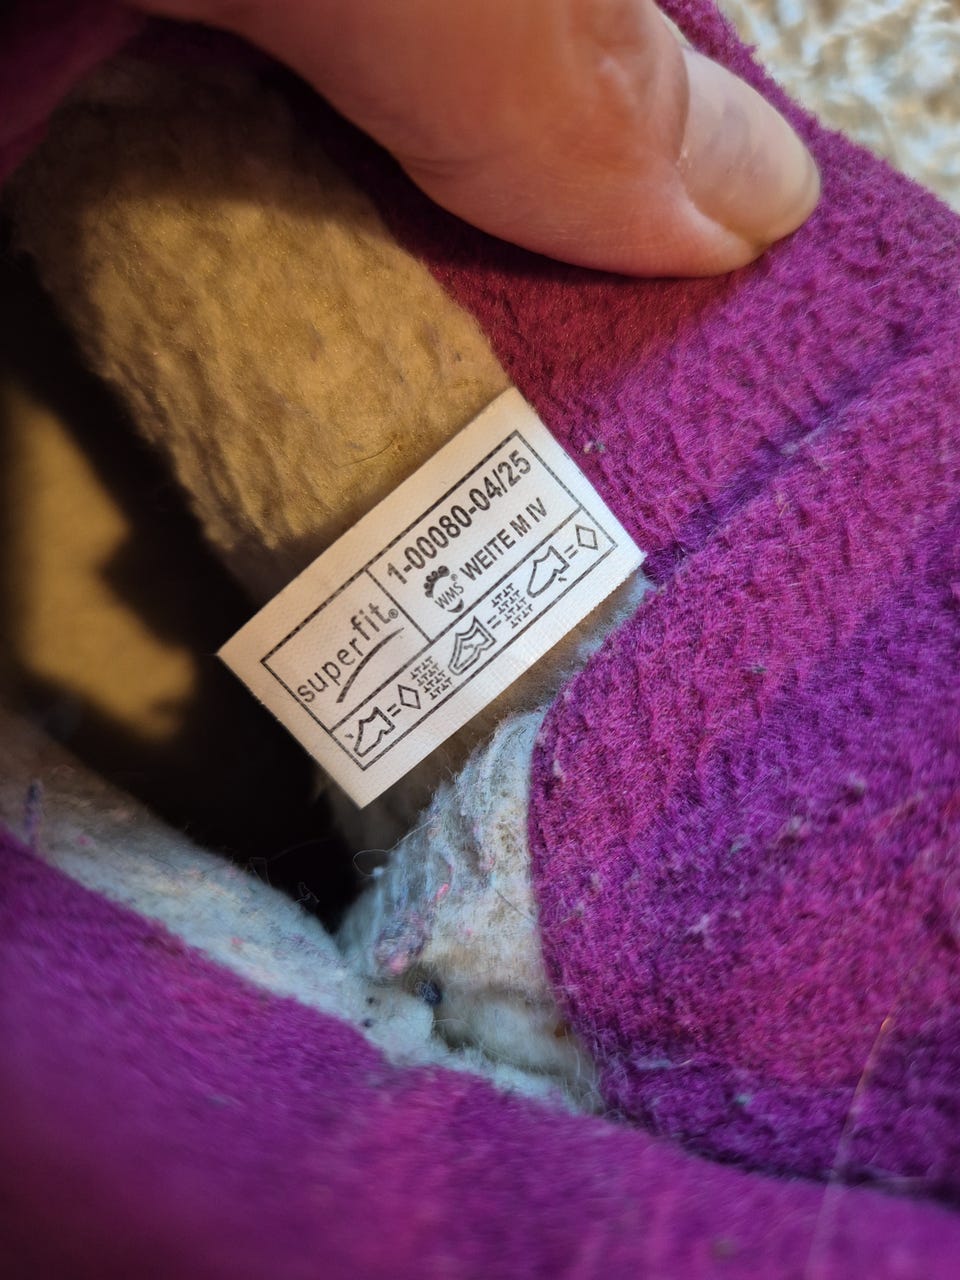 superfit®
1-00080-04/25
WMS® WEITE M IV